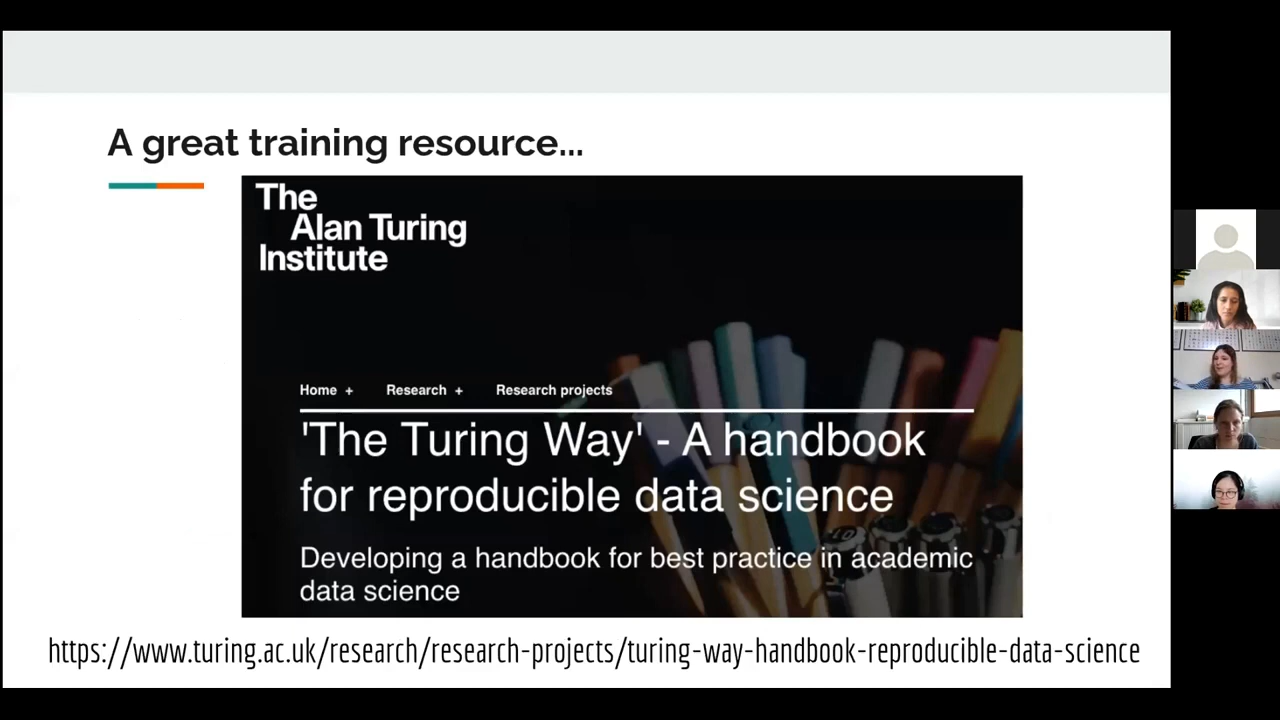 A great training resource...
The
Alan Turing
Institute
Home + Research + Research projects
'The Turing Way' - A handbook
for reproducible data science
Developing a handbook for best practice in academic
data science
https://www.turing.ac.uk/research/research-projects/turing-way-handbook-reproducible-data-science